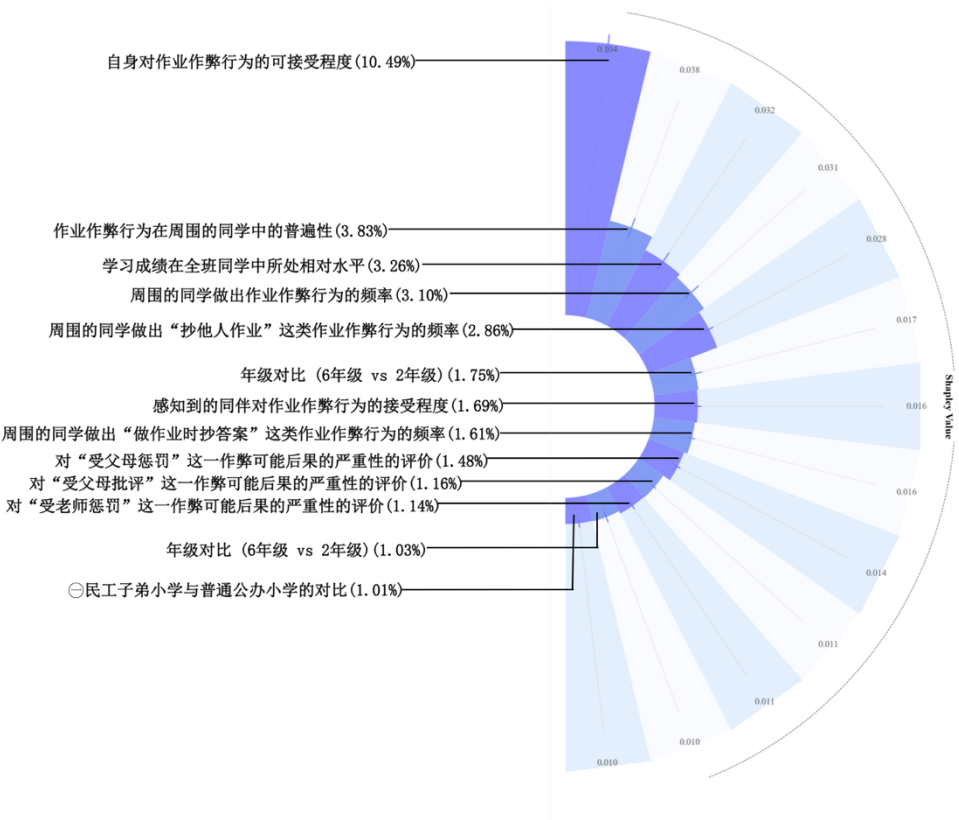 自身对作业作弊行为的可接受程度(10.49%)
作业作弊行为在周围的同学中的普遍性(3.83%)
学习成绩在全班同学中所处相对水平(3.26%)
周围的同学做出作业作弊行为的频率(3.10%)
周围的同学做出“抄他人作业”这类作业作弊行为的频率(2.86%)
年级对比 (6年级 vs 2年级)(1.75%)
感知到的同伴对作业作弊行为的接受程度(1.69%)
周围的同学做出“做作业时抄答案”这类作业作弊行为的频率(1.61%)
对“受父母惩罚”这一作弊可能后果的严重性的评价(1.48%)
对“受父母批评”这一作弊可能后果的严重性的评价(1.16%)
对“受老师惩罚”这一作弊可能后果的严重性的评价(1.14%)
年级对比 (6年级 vs 2年级)(1.03%)
㊀民工子弟小学与普通公办小学的对比(1.01%)
0.104
0.038
0.032
0.031
0.028
0.017
0.016
0.016
0.014
0.011
0.011
0.010
0.010
Shapley Value